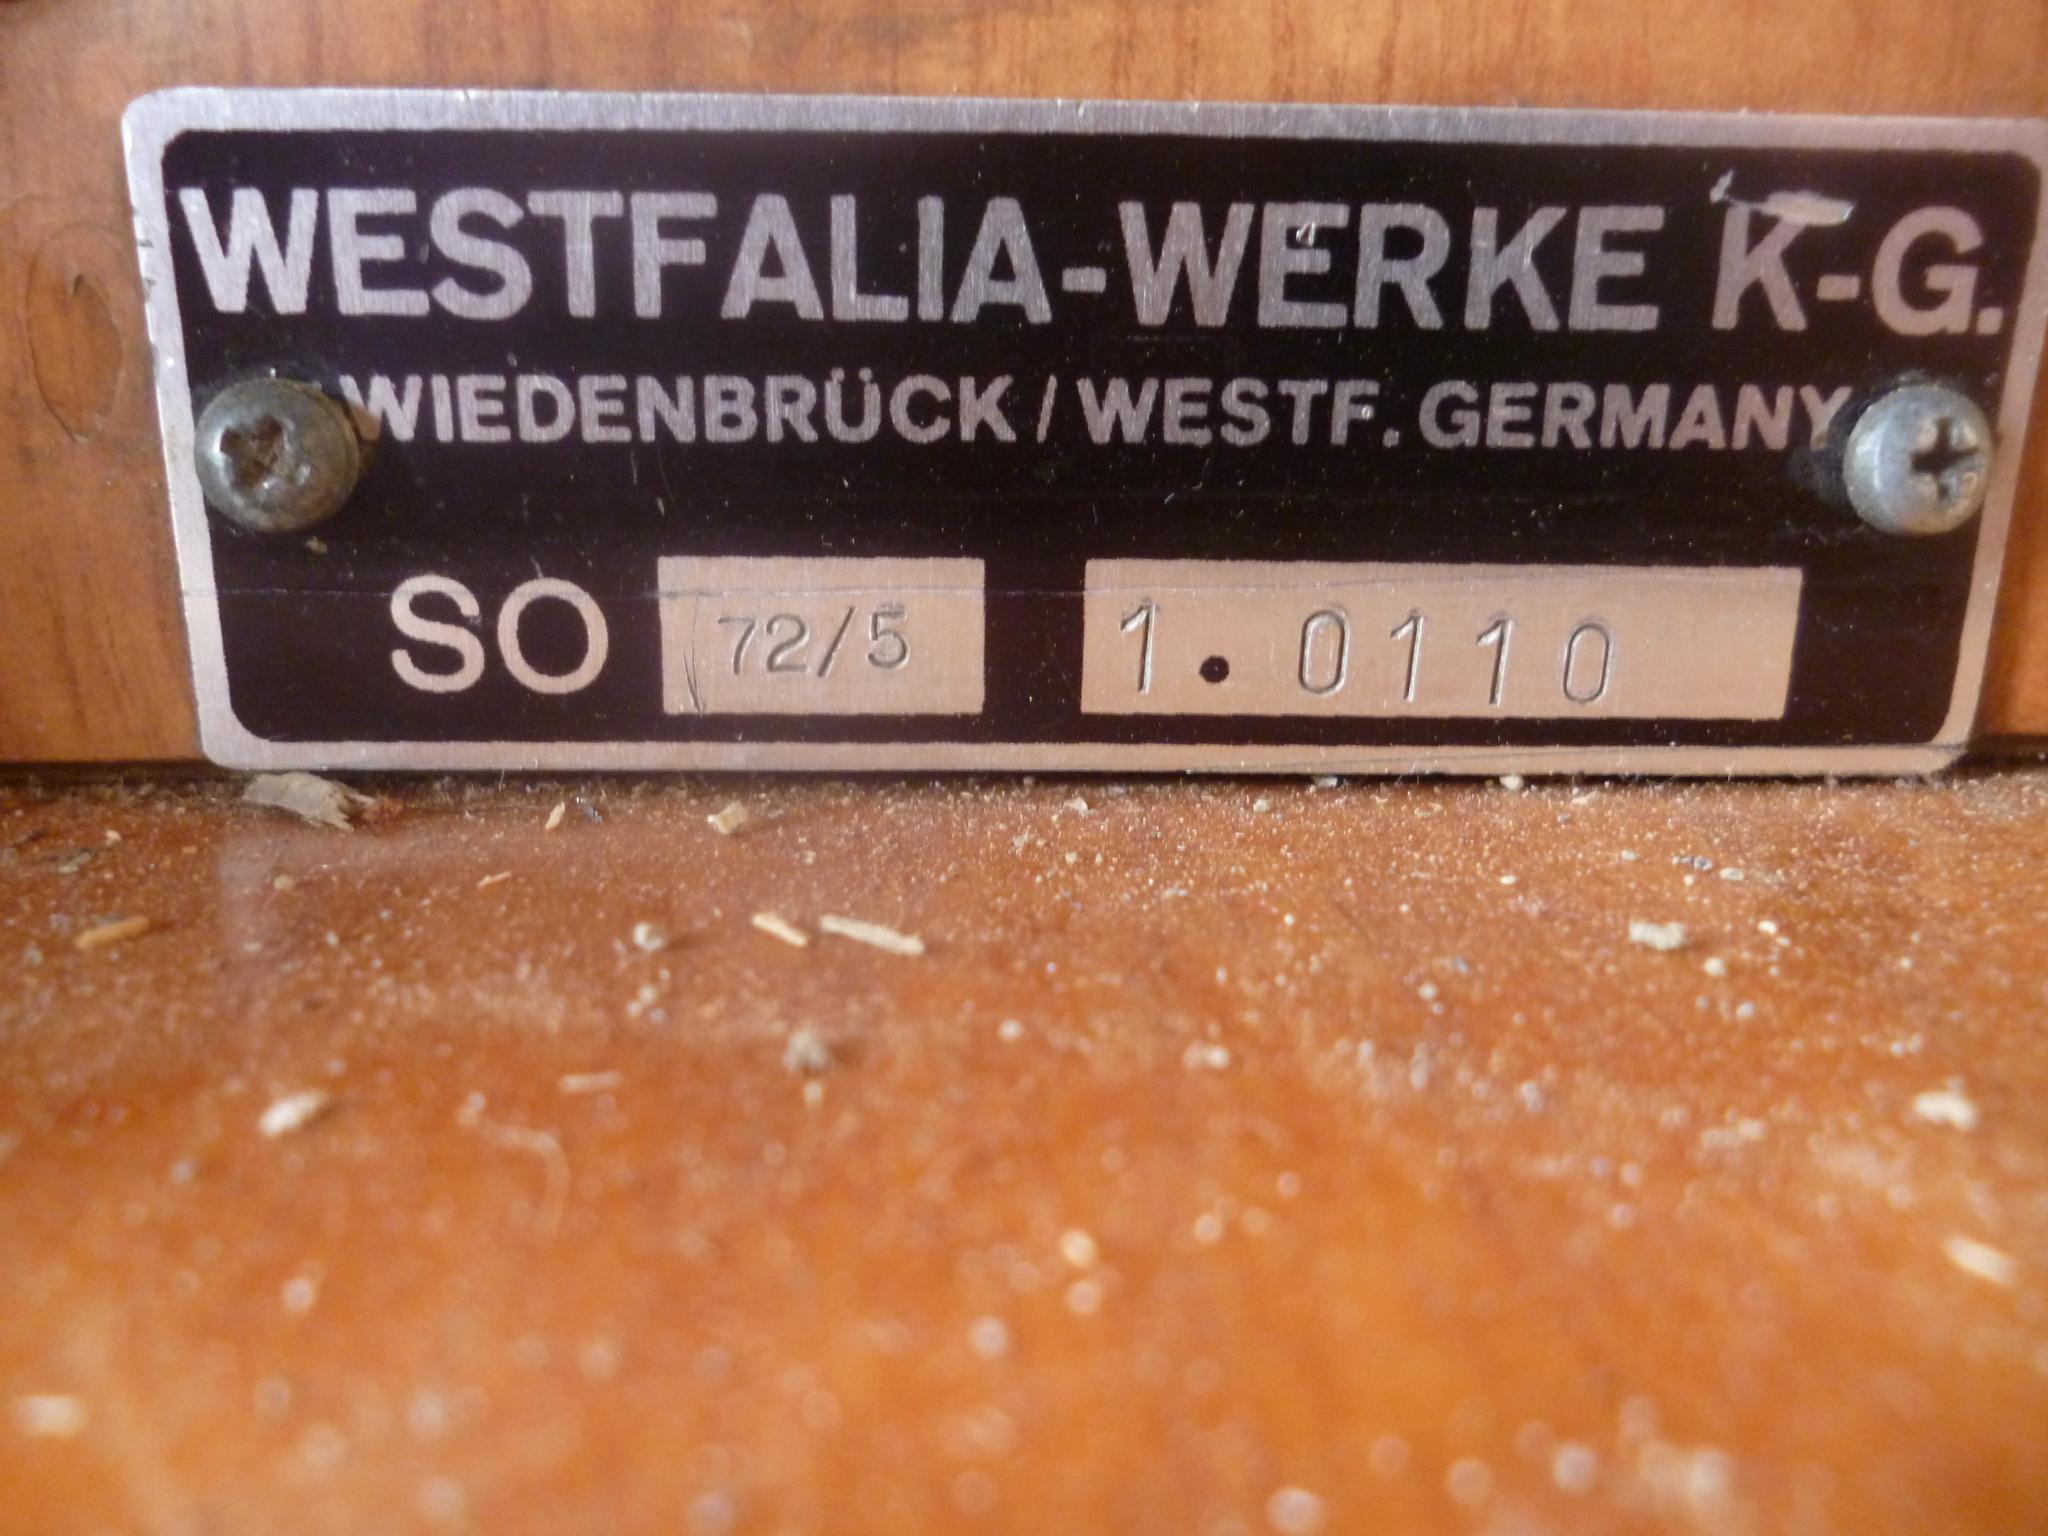 WESTFALIA-WERKE K-G.
WIEDENBRÜCK / WESTF. GERMANY
SO 72/5 1.0110